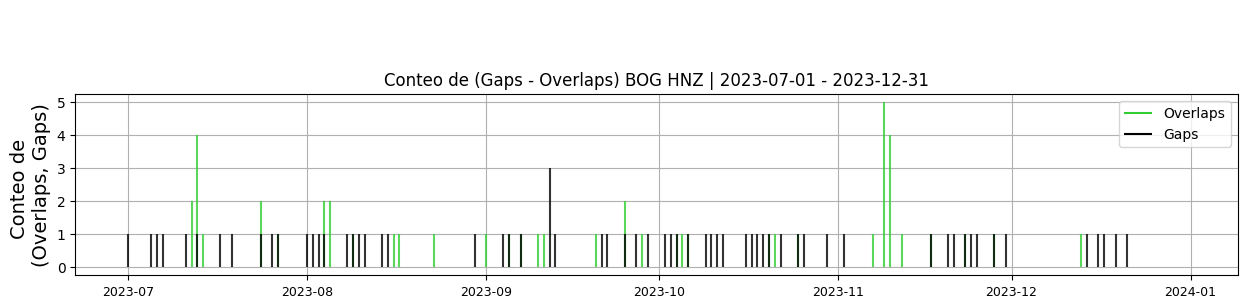 Conteo de (Gaps - Overlaps) BOG HNZ | 2023-07-01 - 2023-12-31
Conteo de
(Overlaps, Gaps)
5
4
3
2
1
0
Overlaps
Gaps
2023-07 2023-08 2023-09 2023-10 2023-11 2023-12 2024-01